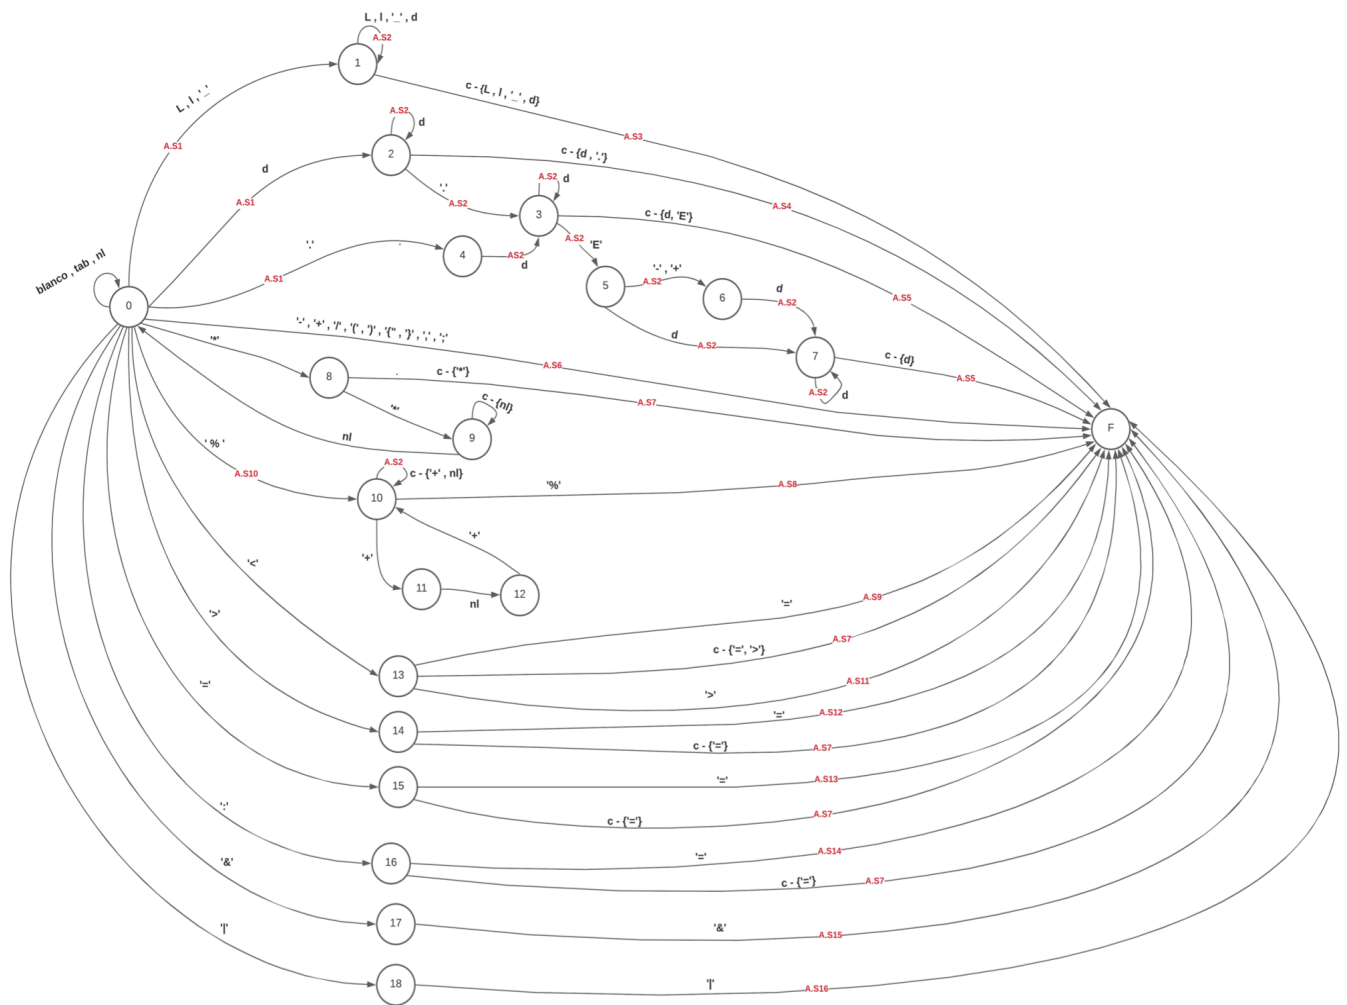 L , l , '_' , d
A.S2
1
L , l , '_'
c - {L , l , '_' , d}
A.S3
A.S1
A.S2
d
2
c - {d , '.'}
d
A.S1
'.'
A.S2
A.S4
A.S2
d
3
c - {d, 'E'}
A.S2
'E'
'.'
A.S1
4
AS2
d
blanco , tab , nl
0
5
'-' , '+'
A.S2
6
d
A.S2
A.S5
d
A.S2
7
c - {d}
A.S5
A.S2
d
'-' , '+' , '/' , '(' , ')' , '{'' , '}' , ',' , ';'
A.S6
'*'
8
c - {'*'}
A.S7
'*'
c - {nl}
9
nl
F
' % '
A.S10
A.S2
c - {'+' , nl}
10
'%'
A.S8
'+'
'+'
11
nl
12
'<'
'='
A.S9
13
c - {'=', '>'}
A.S7
'>'
A.S11
'>'
14
'='
A.S12
c - {'='}
A.S7
'='
15
'='
A.S13
c - {'='}
A.S7
':'
16
'='
A.S14
c - {'='}
A.S7
'&'
17
'&'
A.S15
'|'
18
'|'
A.S16